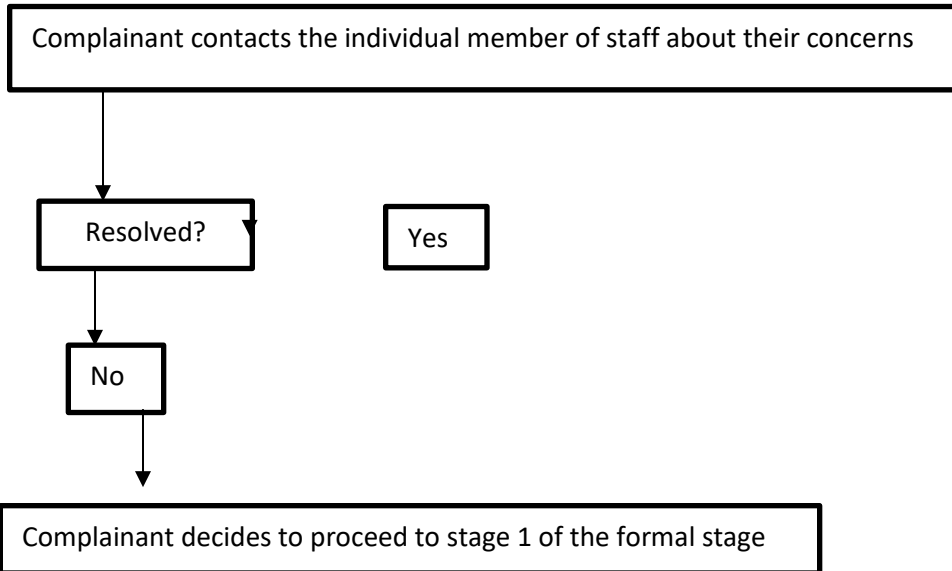 Complainant contacts the individual member of staff about their concerns
Resolved?
Yes
No
Complainant decides to proceed to stage 1 of the formal stage